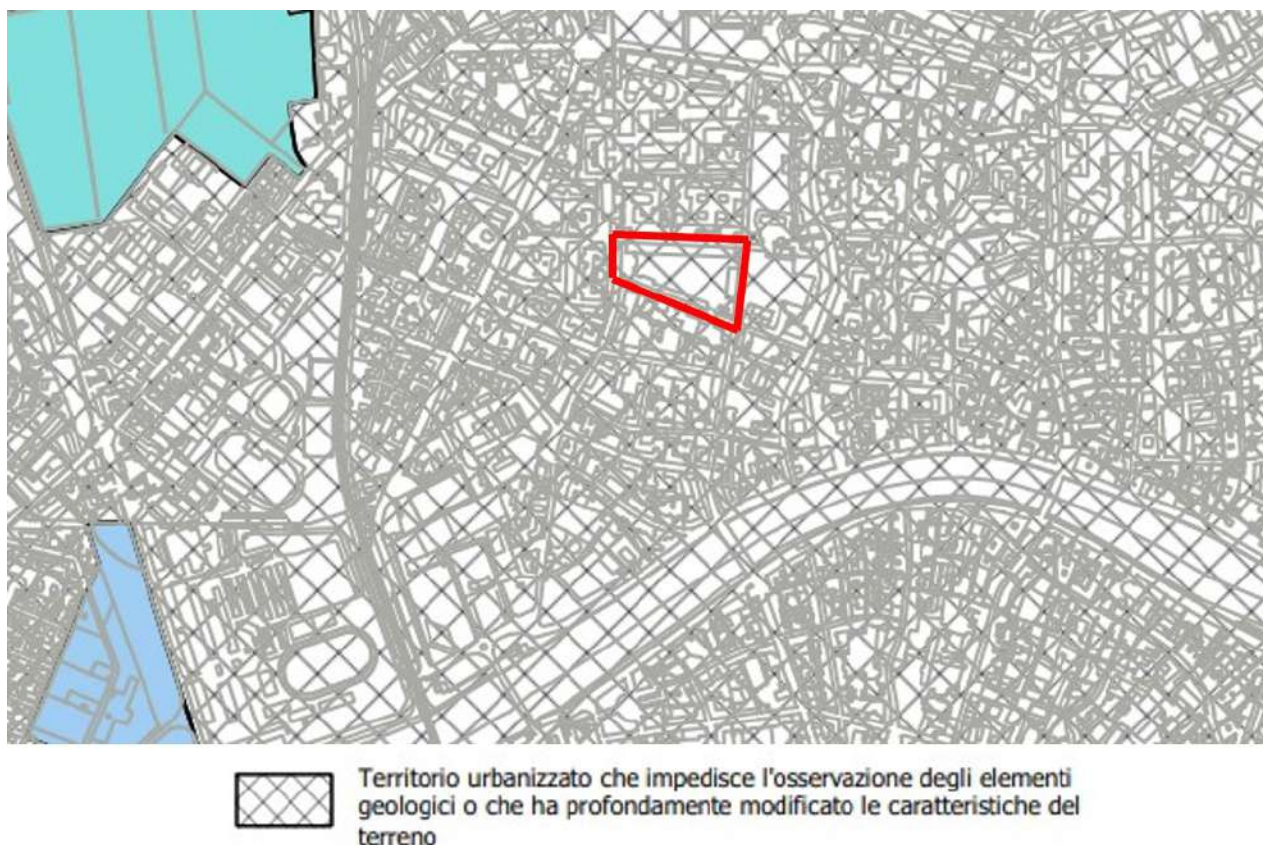 Territorio urbanizzato che impedisce l'osservazione degli elementi
geologici o che ha profondamente modificato le caratteristiche del
terreno